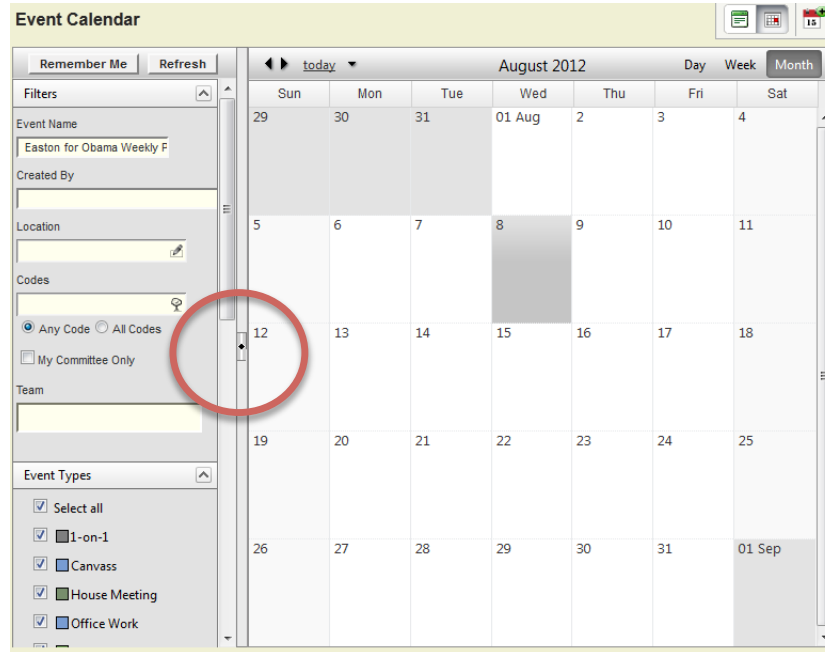 Event Calendar
15
Remember Me Refresh
today August 2012 Day Week Month
Filters
Sun Mon Tue Wed Thu Fri Sat
Event Name
29 30 31 01 Aug 2 3 4
Easton for Obama Weekly P
Created By
Location
5 6 7 8 9 10 11
Codes
Any Code All Codes
12 13 14 15 16 17 18
My Committee Only
Team
19 20 21 22 23 24 25
Event Types
Select all
1-on-1
26 27 28 29 30 31 01 Sep
Canvass
House Meeting
Office Work